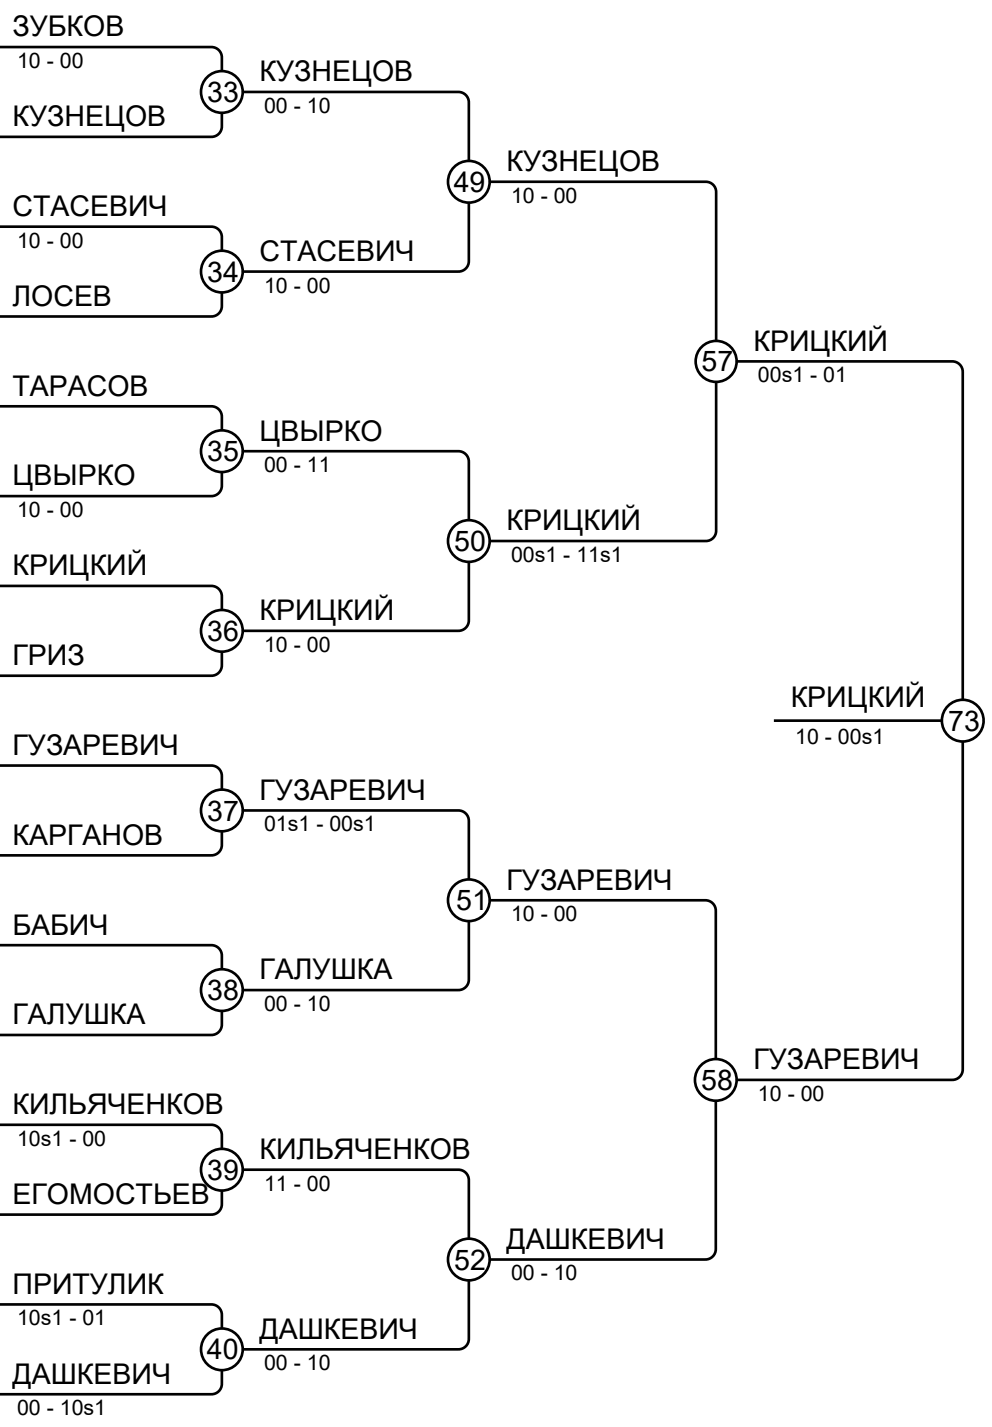 ЗУБКОВ
10 - 00
33
КУЗНЕЦОВ
00 - 10
КУЗНЕЦОВ
49
КУЗНЕЦОВ
10 - 00
СТАСЕВИЧ
10 - 00
34
СТАСЕВИЧ
10 - 00
ЛОСЕВ
57
КРИЦКИЙ
00s1 - 01
ТАРАСОВ
35
ЦВЫРКО
00 - 11
ЦВЫРКО
10 - 00
50
КРИЦКИЙ
00s1 - 11s1
КРИЦКИЙ
36
КРИЦКИЙ
10 - 00
ГРИЗ
КРИЦКИЙ
10 - 00s1
73
ГУЗАРЕВИЧ
37
ГУЗАРЕВИЧ
01s1 - 00s1
КАРГАНОВ
51
ГУЗАРЕВИЧ
10 - 00
БАБИЧ
38
ГАЛУШКА
00 - 10
ГАЛУШКА
58
ГУЗАРЕВИЧ
10 - 00
КИЛЬЯЧЕНКОВ
10s1 - 00
39
КИЛЬЯЧЕНКОВ
11 - 00
ЕГОМОСТЬЕВ
52
ДАШКЕВИЧ
00 - 10
ПРИТУЛИК
10s1 - 01
40
ДАШКЕВИЧ
00 - 10
ДАШКЕВИЧ
00 - 10s1